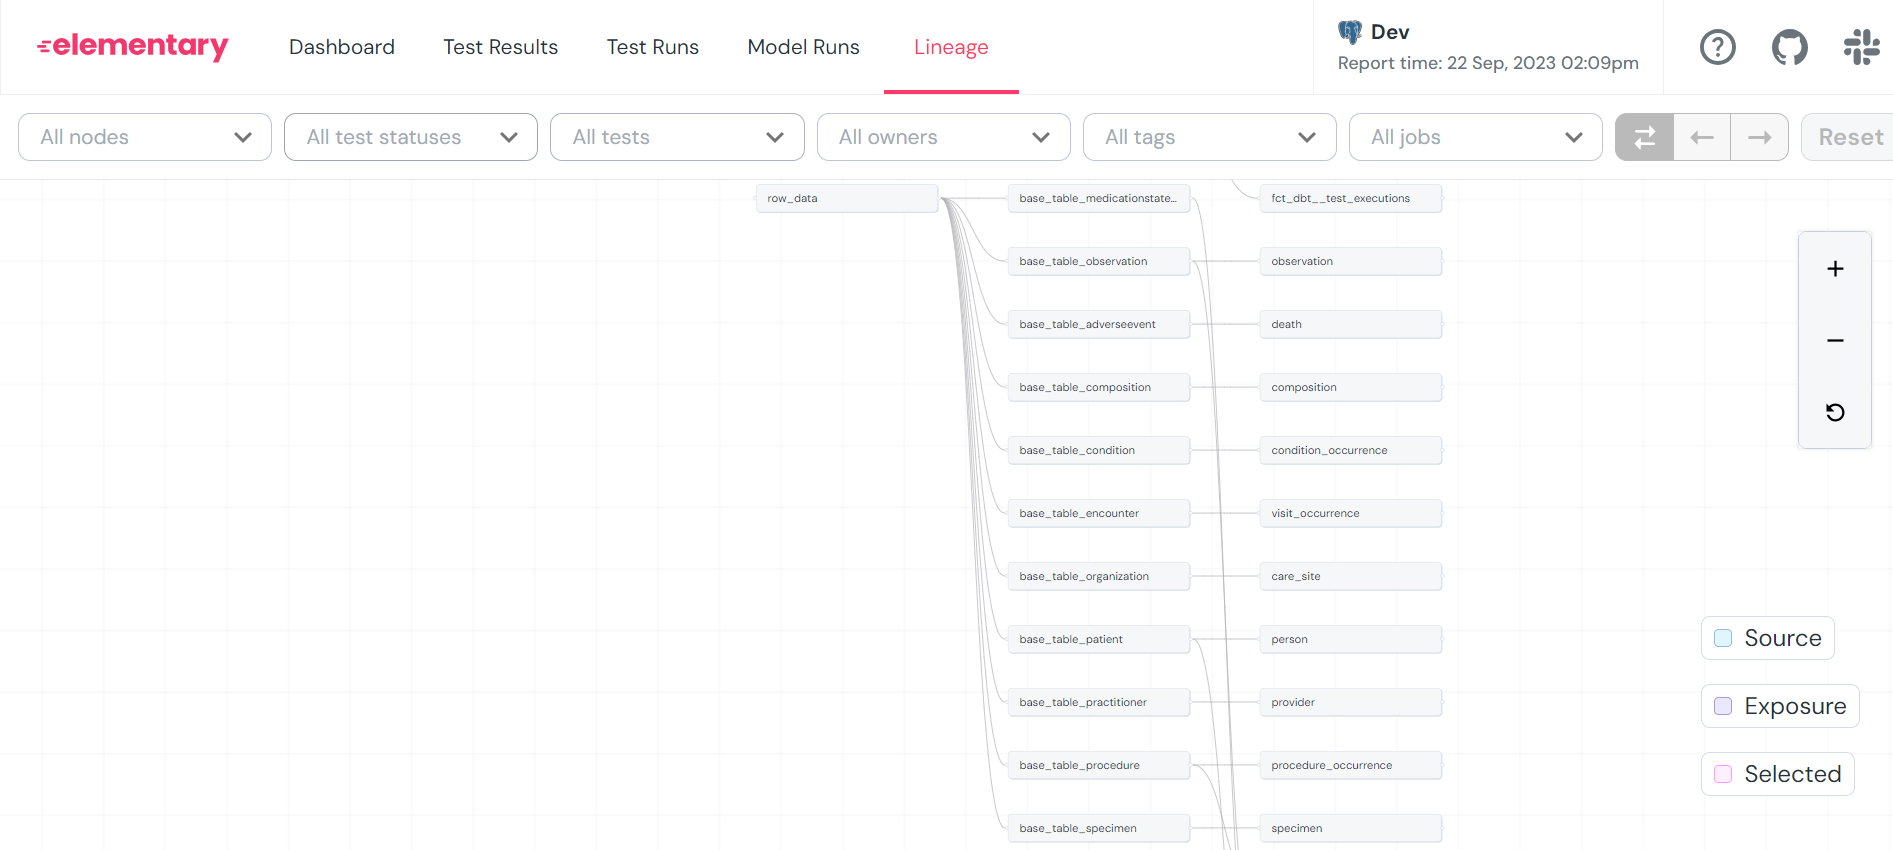 elementary
Dashboard
Test Results
Test Runs
Model Runs
Lineage
Dev
Report time: 22 Sep, 2023 02:09pm
All nodes
All test statuses
All tests
All owners
All tags
All jobs
Reset
row_data
base_table_medicationstate...
fct_dbt__test_executions
base_table_observation
observation
base_table_adverseevent
death
base_table_composition
composition
base_table_condition
condition_occurrence
base_table_encounter
visit_occurrence
base_table_organization
care_site
base_table_patient
person
base_table_practitioner
provider
base_table_procedure
procedure_occurrence
base_table_specimen
specimen
Source
Exposure
Selected